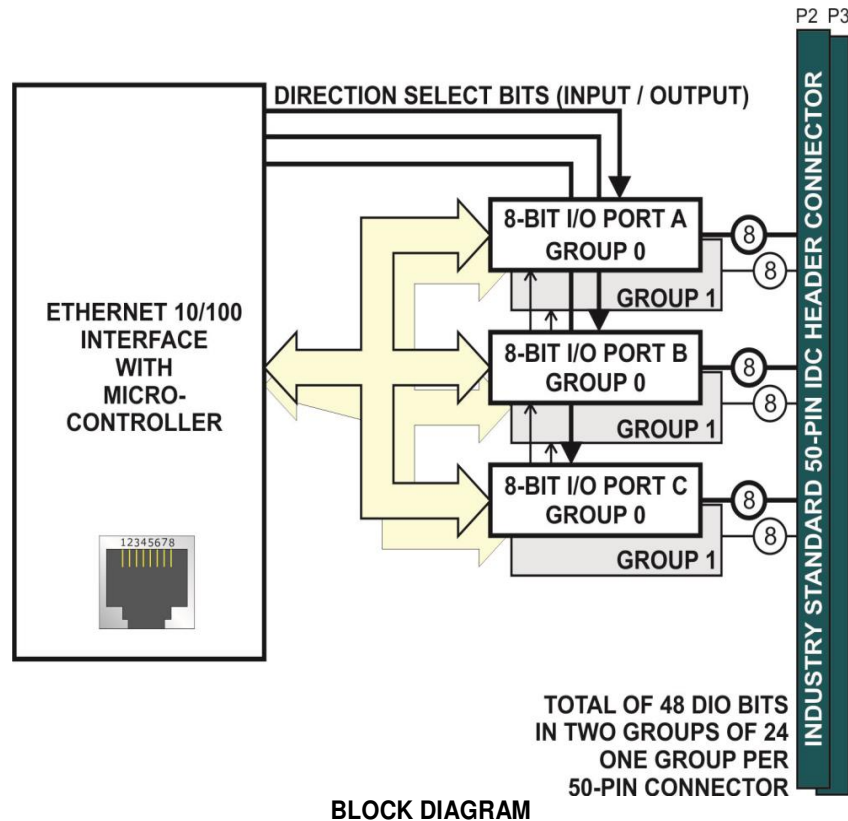 P2 P3
DIRECTION SELECT BITS (INPUT / OUTPUT)
8-BIT I/O PORT A
GROUP 0
8
8
GROUP 1
ETHERNET 10/100
INTERFACE
WITH
MICRO-
CONTROLLER
8-BIT I/O PORT B
GROUP 0
8
8
GROUP 1
8-BIT I/O PORT C
GROUP 0
8
8
GROUP 1
12345678
INDUSTRY STANDARD 50-PIN IDC HEADER CONNECTOR
TOTAL OF 48 DIO BITS
IN TWO GROUPS OF 24
ONE GROUP PER
50-PIN CONNECTOR
BLOCK DIAGRAM